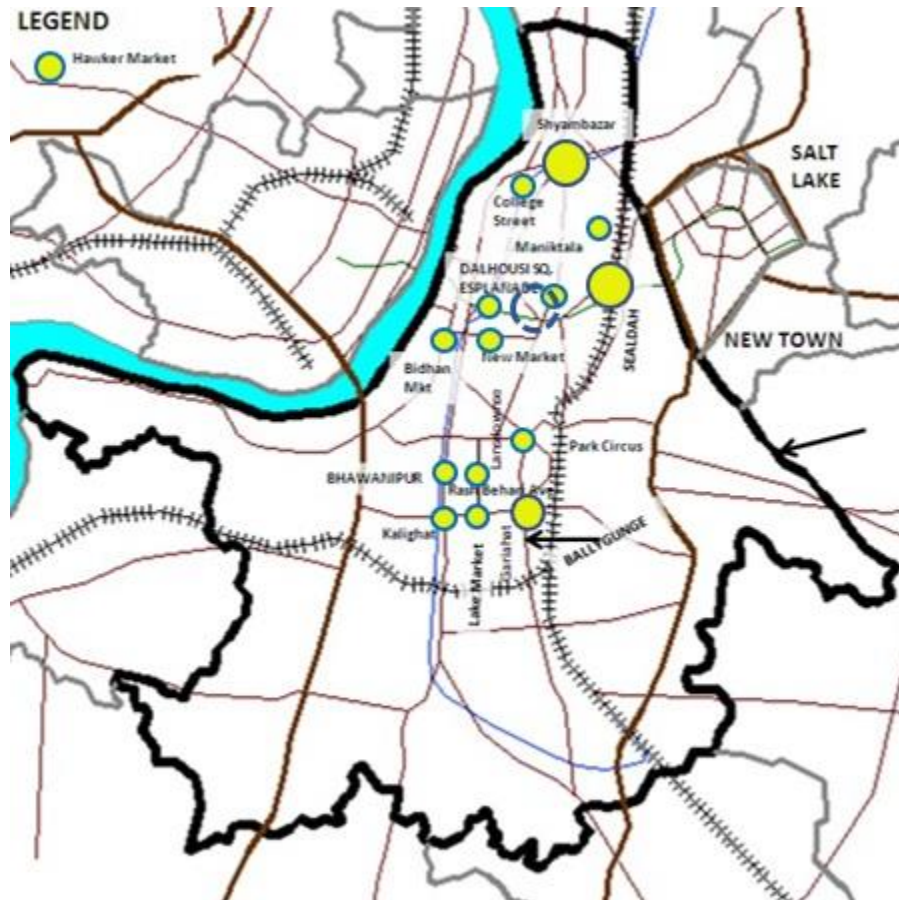 LEGEND
Hawker Market
Shyambazar
SALT
LAKE
College
Street
Maniktala
DALHOUSI SQ.
ESPLANADE
SEALDAH
NEW TOWN
New Market
Bidhan
Mkt
Lansdowne
Park Circus
BHAWANIPUR
Rash Behari Ave
Kalighat
Lake Market
Gariahat
BALLYGUNGE